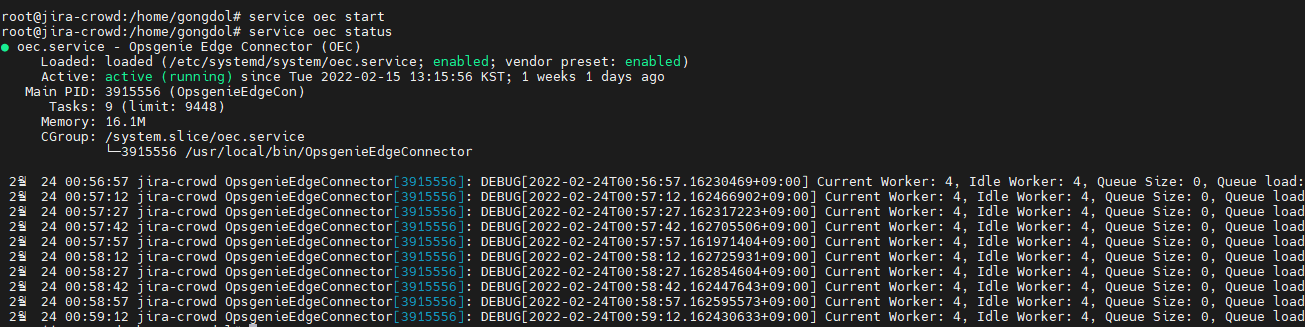 root@jira-crowd:/home/gongdol# service oec start
root@jira-crowd:/home/gongdol# service oec status
● oec.service - Opsgenie Edge Connector (OEC)
Loaded: loaded (/etc/systemd/system/oec.service; enabled; vendor preset: enabled)
Active: active (running) since Tue 2022-02-15 13:15:56 KST; 1 weeks 1 days ago
Main PID: 3915556 (OpsgenieEdgeCon)
Tasks: 9 (limit: 9448)
Memory: 16.1M
CGroup: /system.slice/oec.service
└─3915556 /usr/local/bin/OpsgenieEdgeConnector
2월 24 00:56:57 jira-crowd OpsgenieEdgeConnector[3915556]: DEBUG[2022-02-24T00:56:57.16230469+09:00] Current Worker: 4, Idle Worker: 4, Queue Size: 0, Queue load:
2월 24 00:57:12 jira-crowd OpsgenieEdgeConnector[3915556]: DEBUG[2022-02-24T00:57:12.162466902+09:00] Current Worker: 4, Idle Worker: 4, Queue Size: 0, Queue load
2월 24 00:57:27 jira-crowd OpsgenieEdgeConnector[3915556]: DEBUG[2022-02-24T00:57:27.162317223+09:00] Current Worker: 4, Idle Worker: 4, Queue Size: 0, Queue load
2월 24 00:57:42 jira-crowd OpsgenieEdgeConnector[3915556]: DEBUG[2022-02-24T00:57:42.162705506+09:00] Current Worker: 4, Idle Worker: 4, Queue Size: 0, Queue load
2월 24 00:57:57 jira-crowd OpsgenieEdgeConnector[3915556]: DEBUG[2022-02-24T00:57:57.161971404+09:00] Current Worker: 4, Idle Worker: 4, Queue Size: 0, Queue load
2월 24 00:58:12 jira-crowd OpsgenieEdgeConnector[3915556]: DEBUG[2022-02-24T00:58:12.162725931+09:00] Current Worker: 4, Idle Worker: 4, Queue Size: 0, Queue load
2월 24 00:58:27 jira-crowd OpsgenieEdgeConnector[3915556]: DEBUG[2022-02-24T00:58:27.162854604+09:00] Current Worker: 4, Idle Worker: 4, Queue Size: 0, Queue load
2월 24 00:58:42 jira-crowd OpsgenieEdgeConnector[3915556]: DEBUG[2022-02-24T00:58:42.162447643+09:00] Current Worker: 4, Idle Worker: 4, Queue Size: 0, Queue load
2월 24 00:58:57 jira-crowd OpsgenieEdgeConnector[3915556]: DEBUG[2022-02-24T00:58:57.162595573+09:00] Current Worker: 4, Idle Worker: 4, Queue Size: 0, Queue load
2월 24 00:59:12 jira-crowd OpsgenieEdgeConnector[3915556]: DEBUG[2022-02-24T00:59:12.162430633+09:00] Current Worker: 4, Idle Worker: 4, Queue Size: 0, Queue load